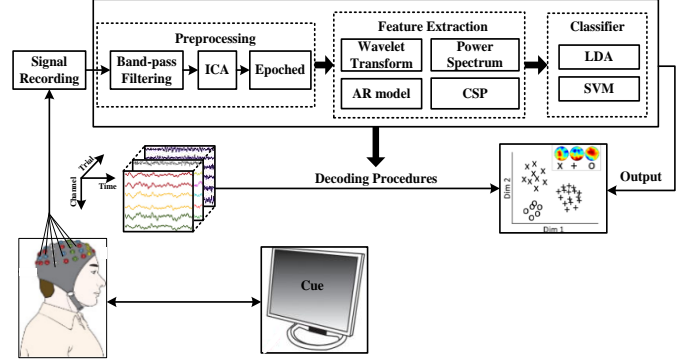 Preprocessing
Feature Extraction
Classifier
Signal
Recording
Band-pass
Filtering
ICA
Epoched
Wavelet
Transform
Power
Spectrum
AR model
CSP
LDA
SVM
Trial
Channel
Time
Decoding Procedures
Output
X + O
Dim 2
Dim 1
Cue